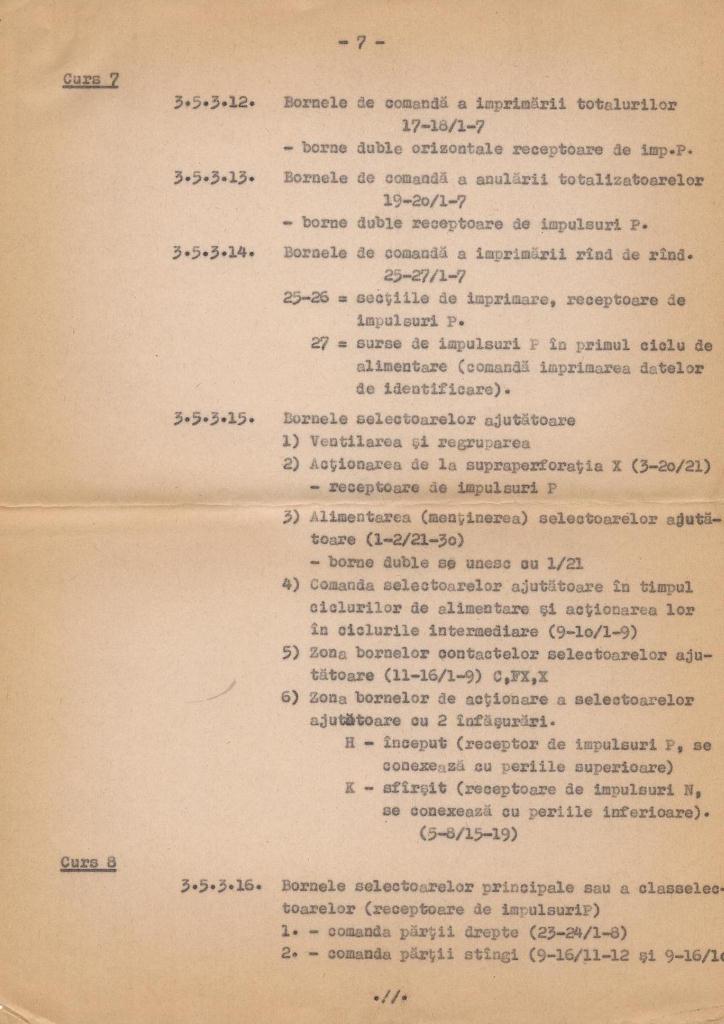 - 7 -
Curs 7
3.5.3.12. Bornele de comandă a imprimării totalurilor
17-18/1-7
- borne duble orizontale receptoare de imp.P.
3.5.3.13. Bornele de comandă a anulării totalizatoarelor
19-2o/1-7
- borne duble receptoare de impulsuri P.
3.5.3.14. Bornele de comandă a imprimării rînd de rînd.
25-27/1-7
25-26 = secțiile de imprimare, receptoare de
impulsuri P.
27 = surse de impulsuri P în primul ciclu de
alimentare (comandă imprimarea datelor
de identificare).
3.5.3.15. Bornele selectoarelor ajutătoare
1) Ventilarea și regruparea
2) Acționarea de la supraperforația X (3-2o/21)
- receptoare de impulsuri P
3) Alimentarea (menținerea) selectoarelor ajută-
toare (1-2/21-3o)
- borne duble se unesc cu 1/21
4) Comanda selectoarelor ajutătoare în timpul
ciclurilor de alimentare și acționarea lor
în ciclurile intermediare (9-1o/1-9)
5) Zona bornelor contactelor selectoarelor aju-
tătoare (11-16/1-9) C,FX,X
6) Zona bornelor de acționare a selectoarelor
ajutătoare cu 2 înfășurări.
H - început (receptor de impulsuri P, se
conexează cu periile superioare)
K - sfîrșit (receptoare de impulsuri N,
se conexează cu periile inferioare).
(5-8/15-19)
Curs 8
3.5.3.16. Bornele selectoarelor principale sau a classelec-
toarelor (receptoare de impulsuriP)
1. - comanda părții drepte (23-24/1-8)
2. - comanda părții stîngi (9-16/11-12 și 9-16/1
.//.